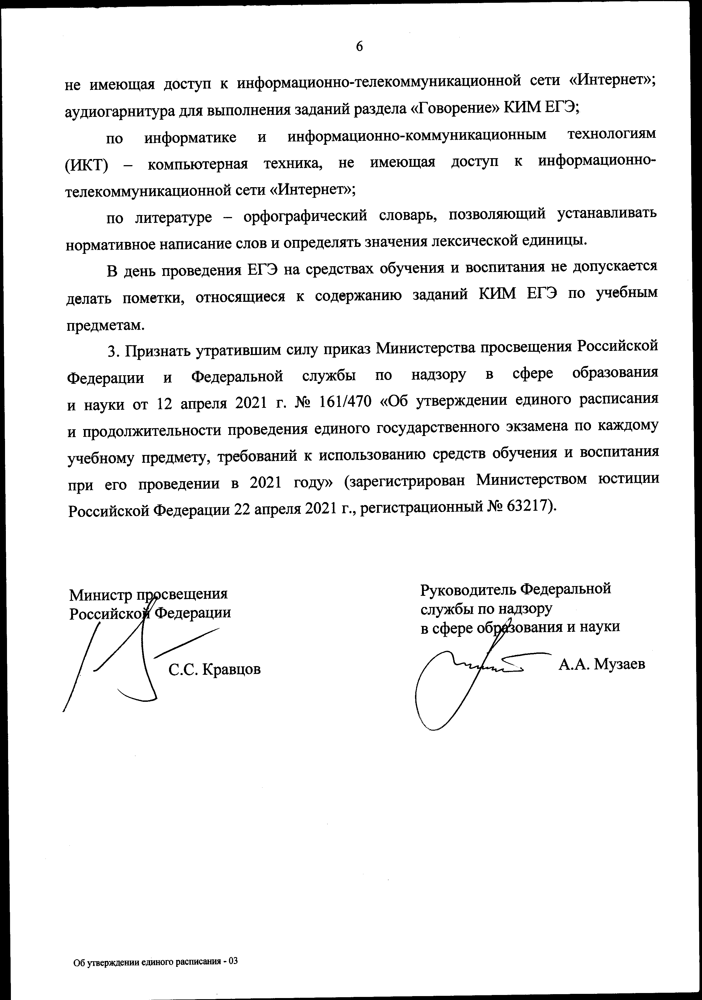 6
не имеющая доступ к информационно-телекоммуникационной сети «Интернет»;
аудиогарнитура для выполнения заданий раздела «Говорение» КИМ ЕГЭ;
по информатике и информационно-коммуникационным технологиям
(ИКТ) – компьютерная техника, не имеющая доступ к информационно-
телекоммуникационной сети «Интернет»;
по литературе – орфографический словарь, позволяющий устанавливать
нормативное написание слов и определять значения лексической единицы.
В день проведения ЕГЭ на средствах обучения и воспитания не допускается
делать пометки, относящиеся к содержанию заданий КИМ ЕГЭ по учебным
предметам.
3. Признать утратившим силу приказ Министерства просвещения Российской
Федерации и Федеральной службы по надзору в сфере образования
и науки от 12 апреля 2021 г. № 161/470 «Об утверждении единого расписания
и продолжительности проведения единого государственного экзамена по каждому
учебному предмету, требований к использованию средств обучения и воспитания
при его проведении в 2021 году» (зарегистрирован Министерством юстиции
Российской Федерации 22 апреля 2021 г., регистрационный № 63217).
Министр просвещения
Российской Федерации
С.С. Кравцов
Руководитель Федеральной
службы по надзору
в сфере образования и науки
А.А. Музаев
Об утверждении единого расписания - 03